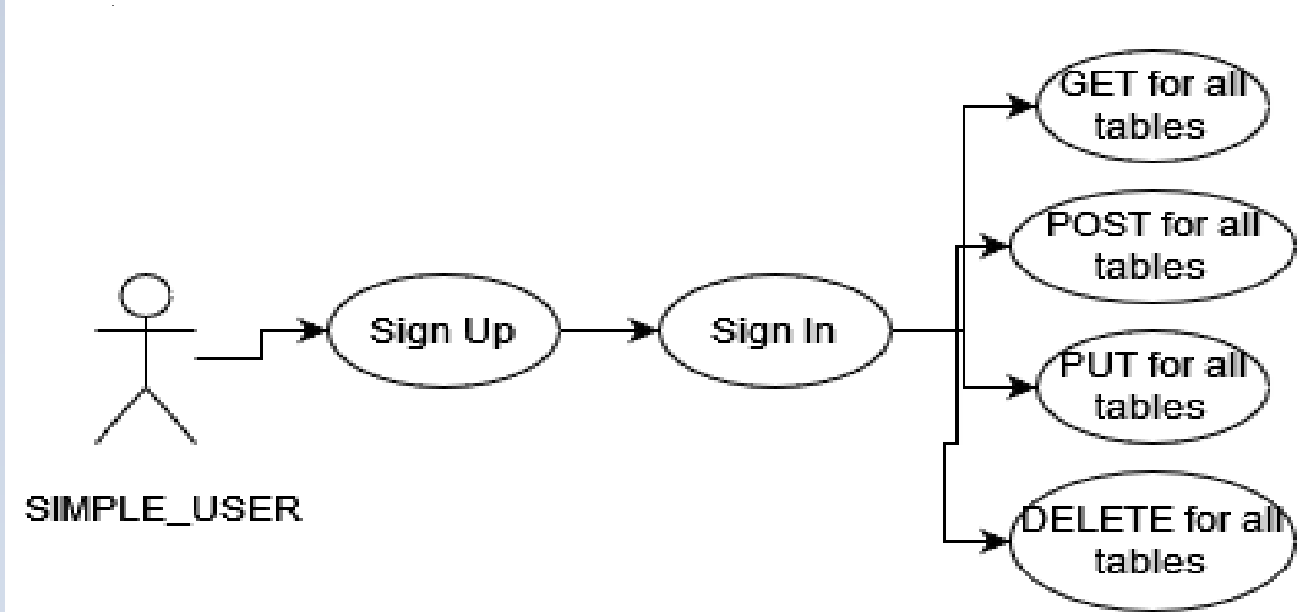 GET for all
tables
POST for all
tables
Sign Up
Sign In
PUT for all
tables
SIMPLE_USER
DELETE for all
tables